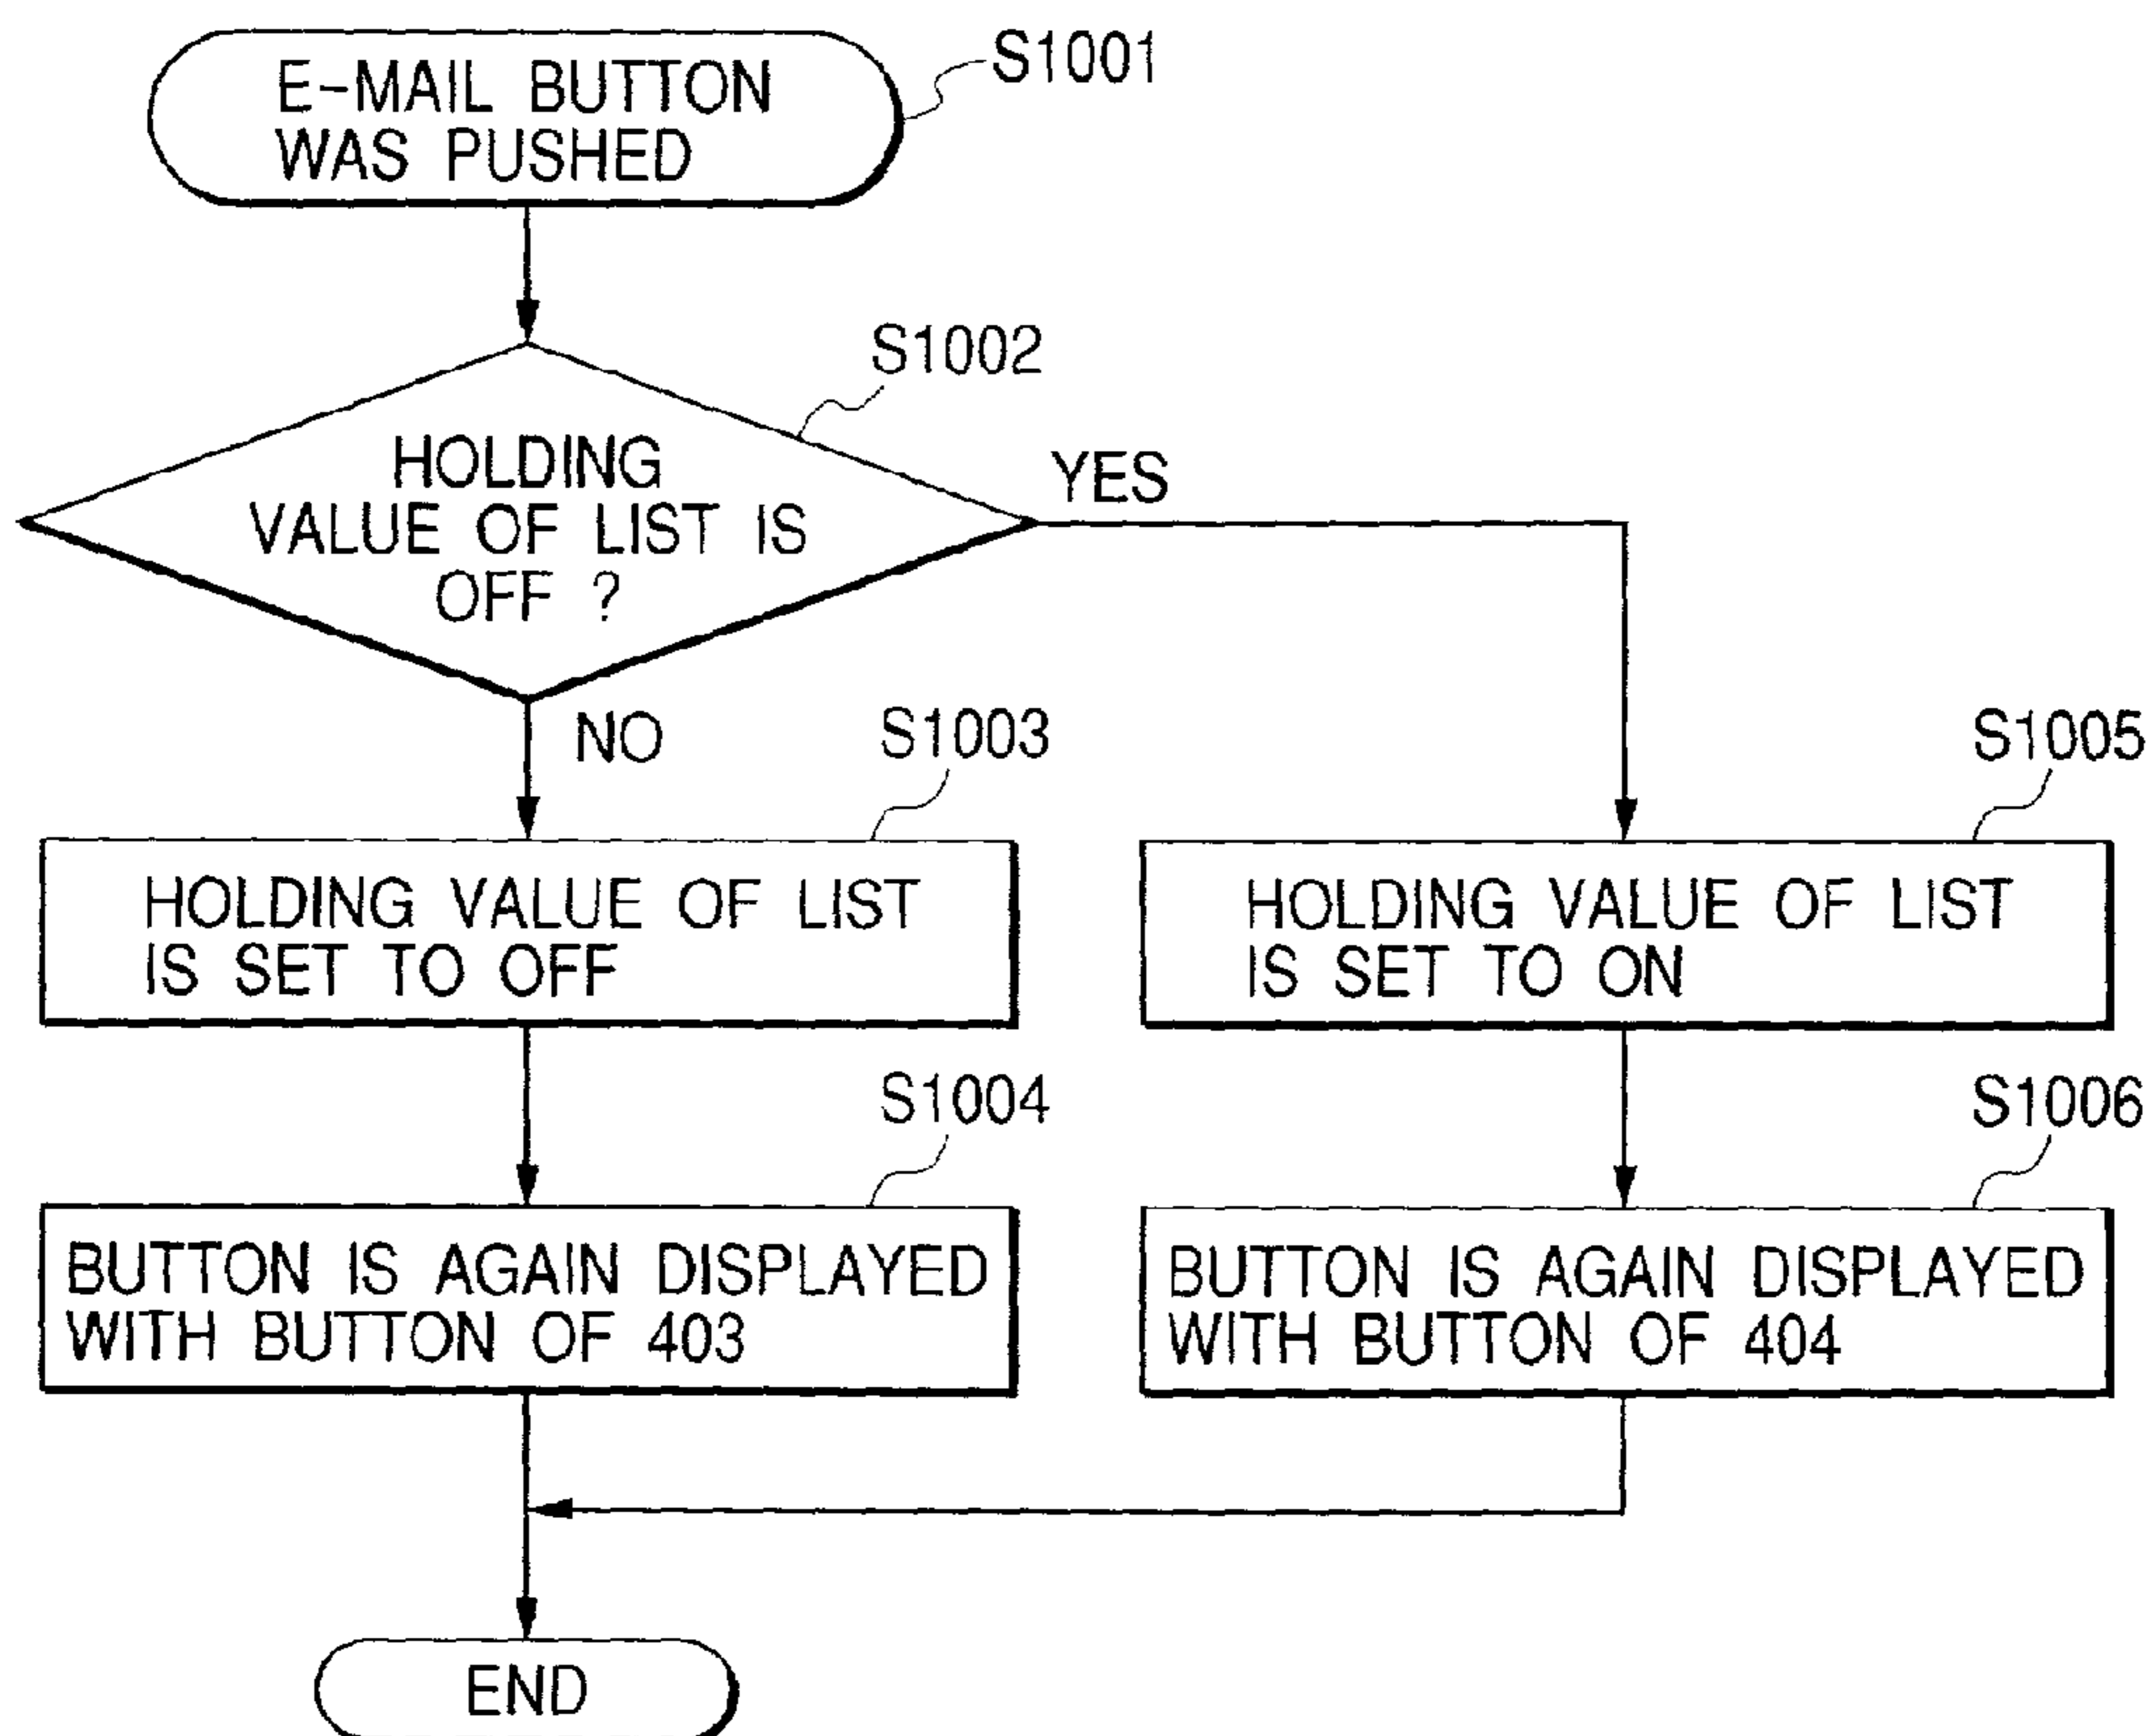 E-MAIL BUTTON
WAS PUSHED
S1001
S1002
HOLDING
VALUE OF LIST IS
OFF ?
YES
NO
S1003
HOLDING VALUE OF LIST
IS SET TO OFF
S1005
HOLDING VALUE OF LIST
IS SET TO ON
S1004
BUTTON IS AGAIN DISPLAYED
WITH BUTTON OF 403
S1006
BUTTON IS AGAIN DISPLAYED
WITH BUTTON OF 404
END